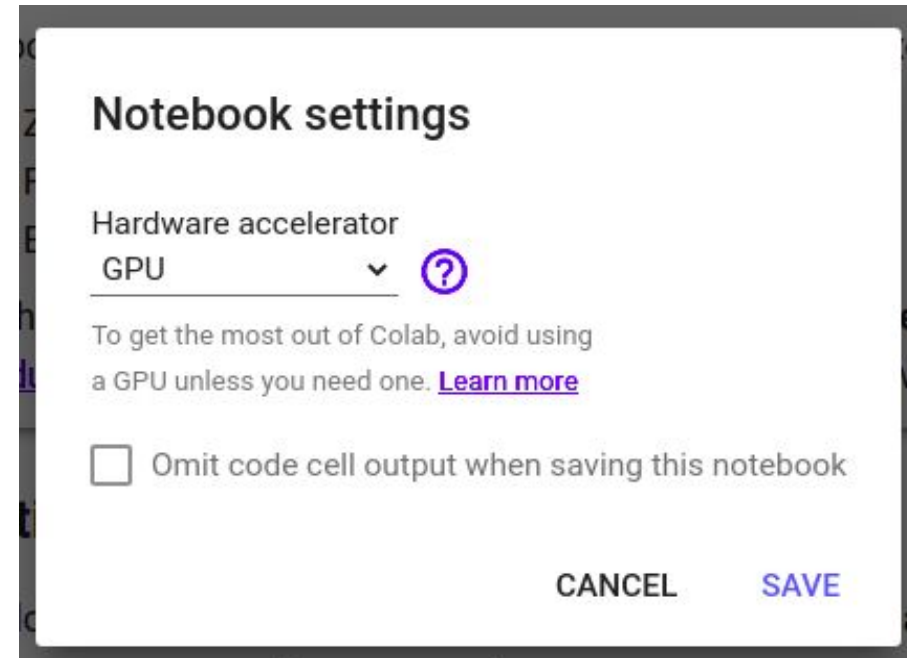 Notebook settings
Hardware accelerator
GPU
To get the most out of Colab, avoid using
a GPU unless you need one. Learn more
Omit code cell output when saving this notebook
CANCEL SAVE